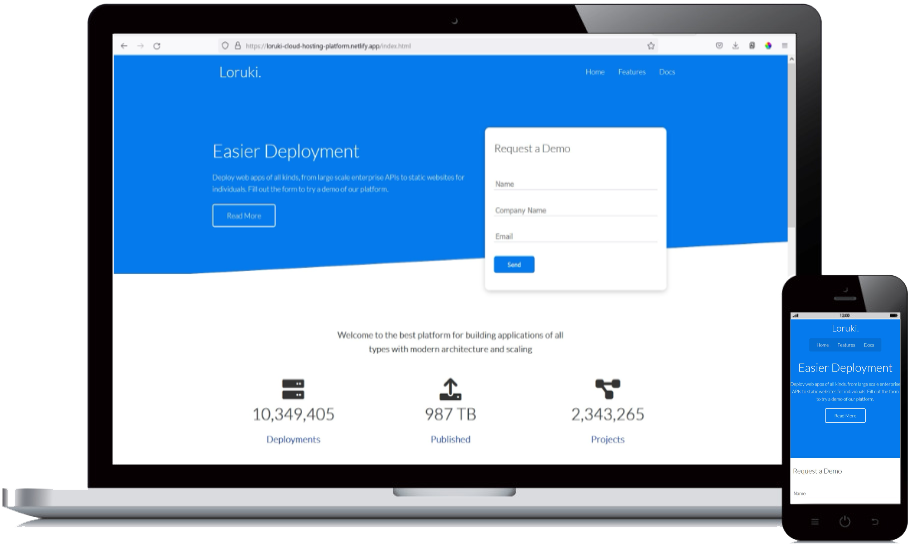 https://loruki-cloud-hosting-platform.netlify.app/index.html
Loruki.
Home Features Docs
Easier Deployment
Deploy web apps of all kinds, from large scale enterprise APIs to static websites for
individuals. Fill out the form to try a demo of our platform.
Read More
Request a Demo
Name
Company Name
Email
Send
Welcome to the best platform for building applications of all
types with modern architecture and scaling
10,349,405
Deployments
987 TB
Published
2,343,265
Projects
Loruki.
Home Features Docs
Easier Deployment
Deploy web apps of all kinds, from large scale enterprise
APIs to static websites for individuals. Fill out the form
to try a demo of our platform.
Read More
Request a Demo
Name